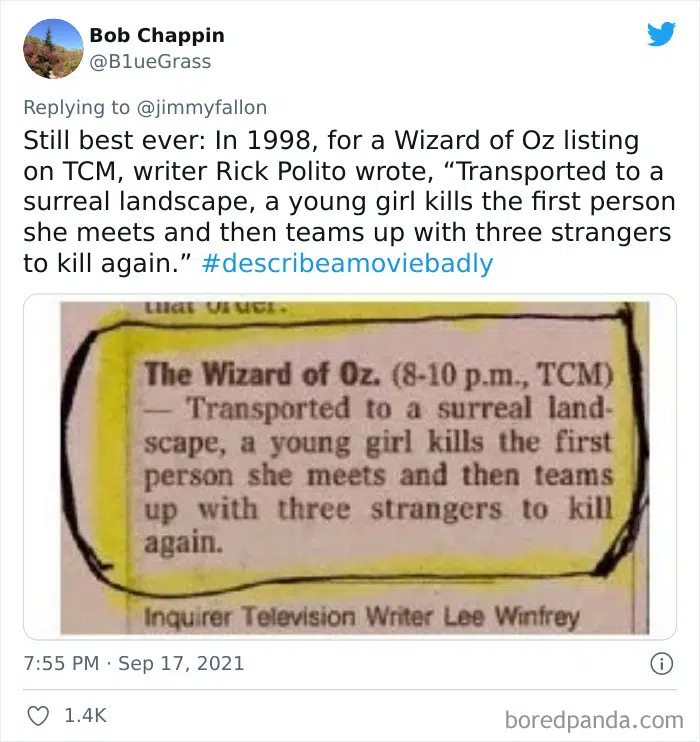 Bob Chappin
@B1ueGrass
Replying to @jimmyfallon
Still best ever: In 1998, for a Wizard of Oz listing
on TCM, writer Rick Polito wrote, “Transported to a
surreal landscape, a young girl kills the first person
she meets and then teams up with three strangers
to kill again.” #describeamoviebadly
that order.
The Wizard of Oz. (8-10 p.m., TCM)
— Transported to a surreal land-
scape, a young girl kills the first
person she meets and then teams
up with three strangers to kill
again.
Inquirer Television Writer Lee Winfrey
7:55 PM · Sep 17, 2021
1.4K
boredpanda.com